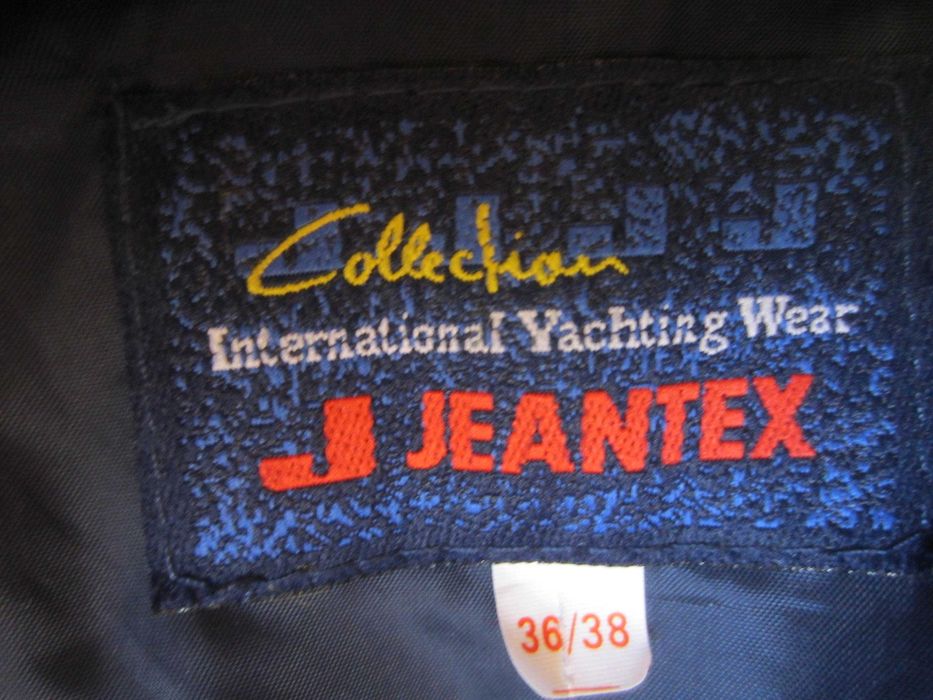 Collection
International Yachting Wear
J JEANTEX
36/38